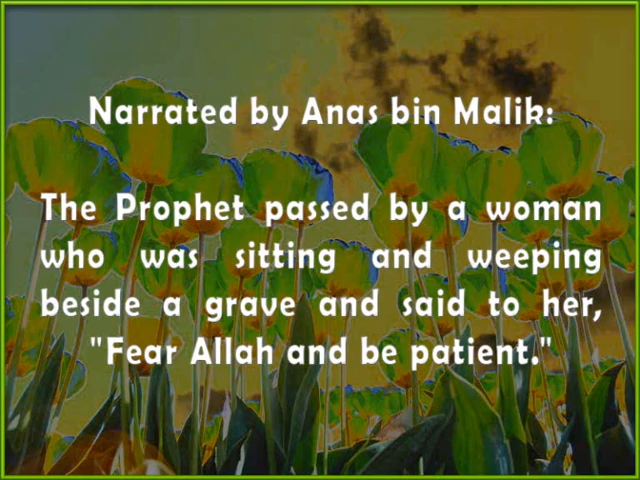 Narrated by Anas bin Malik:
The Prophet passed by a woman
who was sitting and weeping
beside a grave and said to her,
"Fear Allah and be patient."